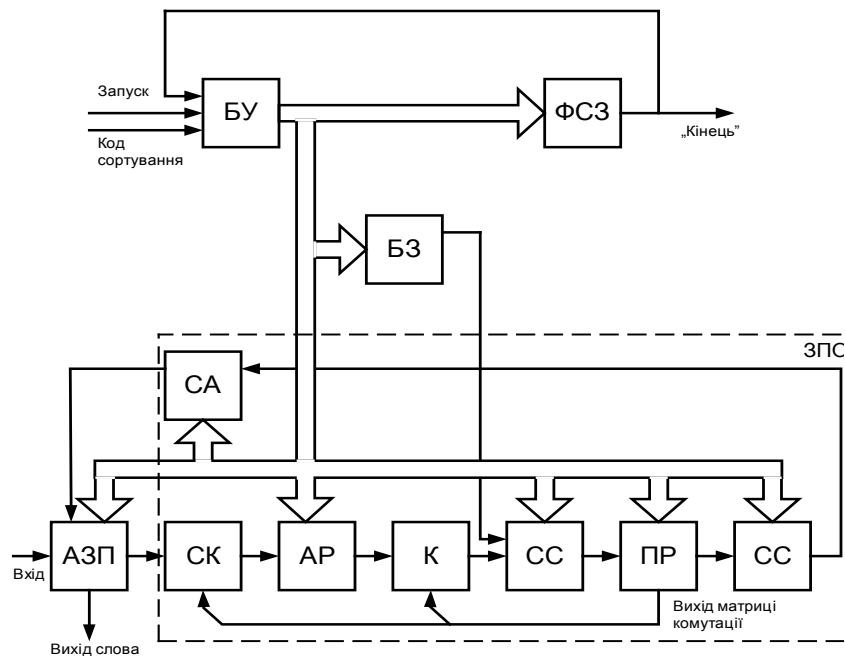 Запуск
БУ
ФСЗ
„Кінець”
Код
сортування
БЗ
ЗПС
СА
АЗП
СК
АР
К
СС
ПР
СС
Вхід
Вихід матриці
комутації
Вихід слова